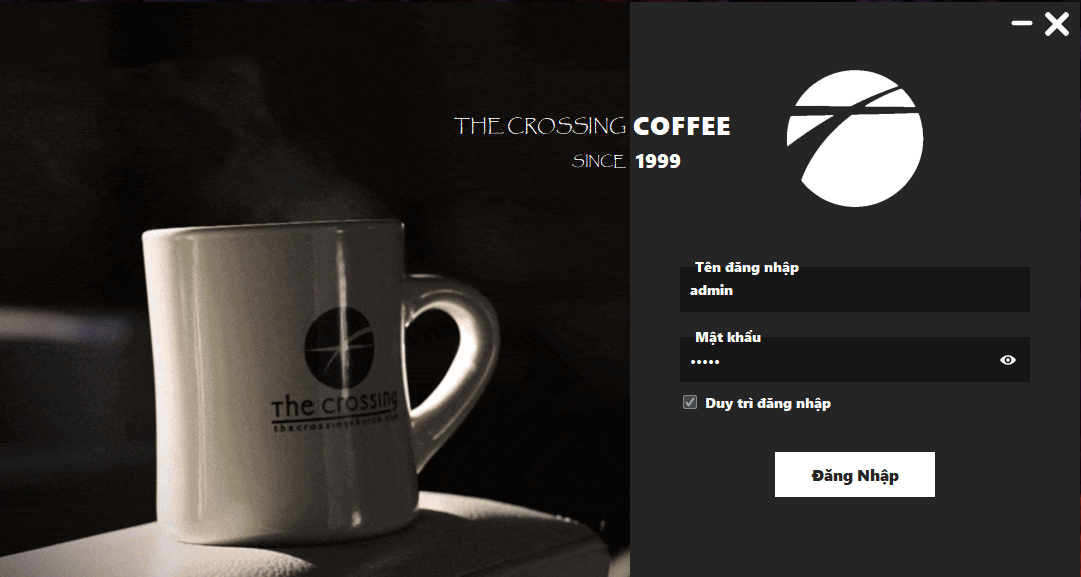 THE CROSSING COFFEE
SINCE 1999
The crossing
thecrossingchurch.com
Tên đăng nhập
admin
Mật khẩu
•••••
Duy trì đăng nhập
Đăng Nhập